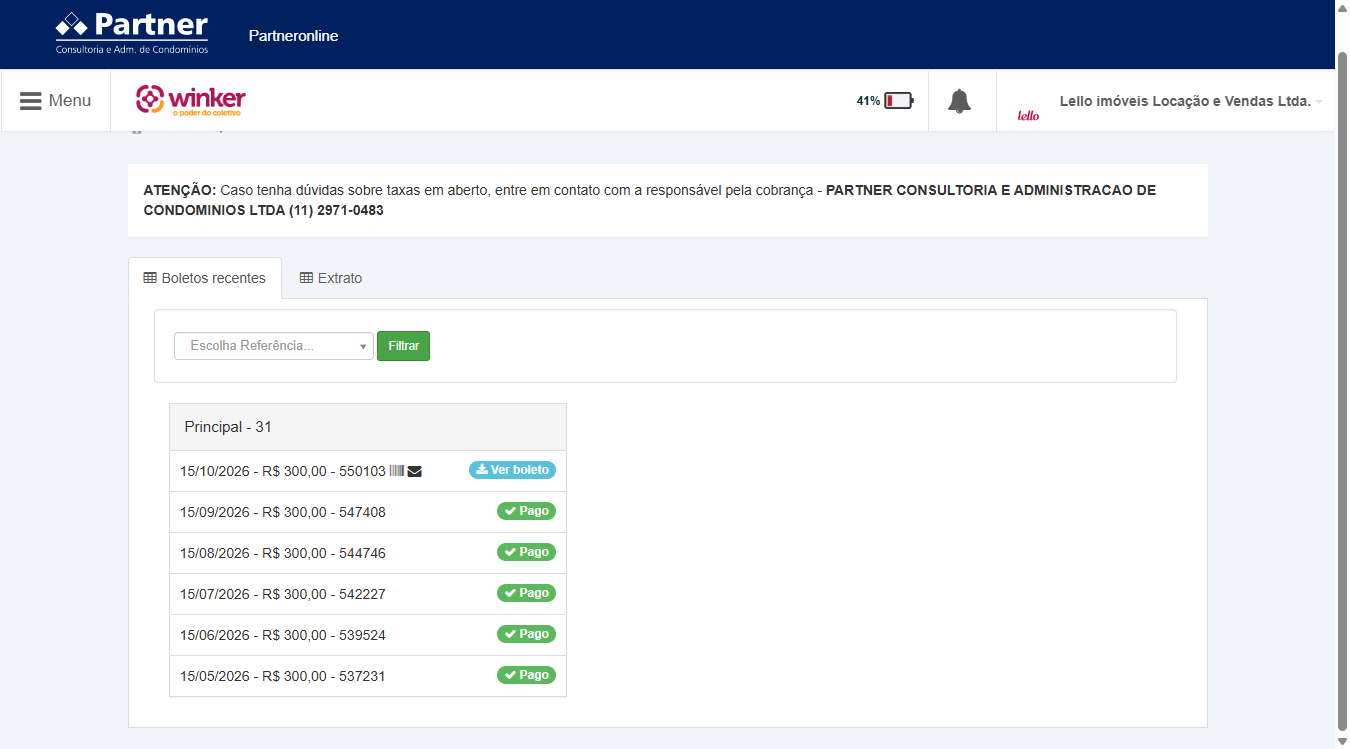 Partner
Consultoria e Adm. de Condomínios
Partneronline
Menu
winker
o poder do coletivo
41%
lello
Lello imóveis Locação e Vendas Ltda.
ATENÇÃO: Caso tenha dúvidas sobre taxas em aberto, entre em contato com a responsável pela cobrança - PARTNER CONSULTORIA E ADMINISTRACAO DE
CONDOMINIOS LTDA (11) 2971-0483
Boletos recentes
Extrato
Escolha Referência...
Filtrar
Principal - 31
15/10/2026 - R$ 300,00 - 550103 Ver boleto
15/09/2026 - R$ 300,00 - 547408 Pago
15/08/2026 - R$ 300,00 - 544746 Pago
15/07/2026 - R$ 300,00 - 542227 Pago
15/06/2026 - R$ 300,00 - 539524 Pago
15/05/2026 - R$ 300,00 - 537231 Pago